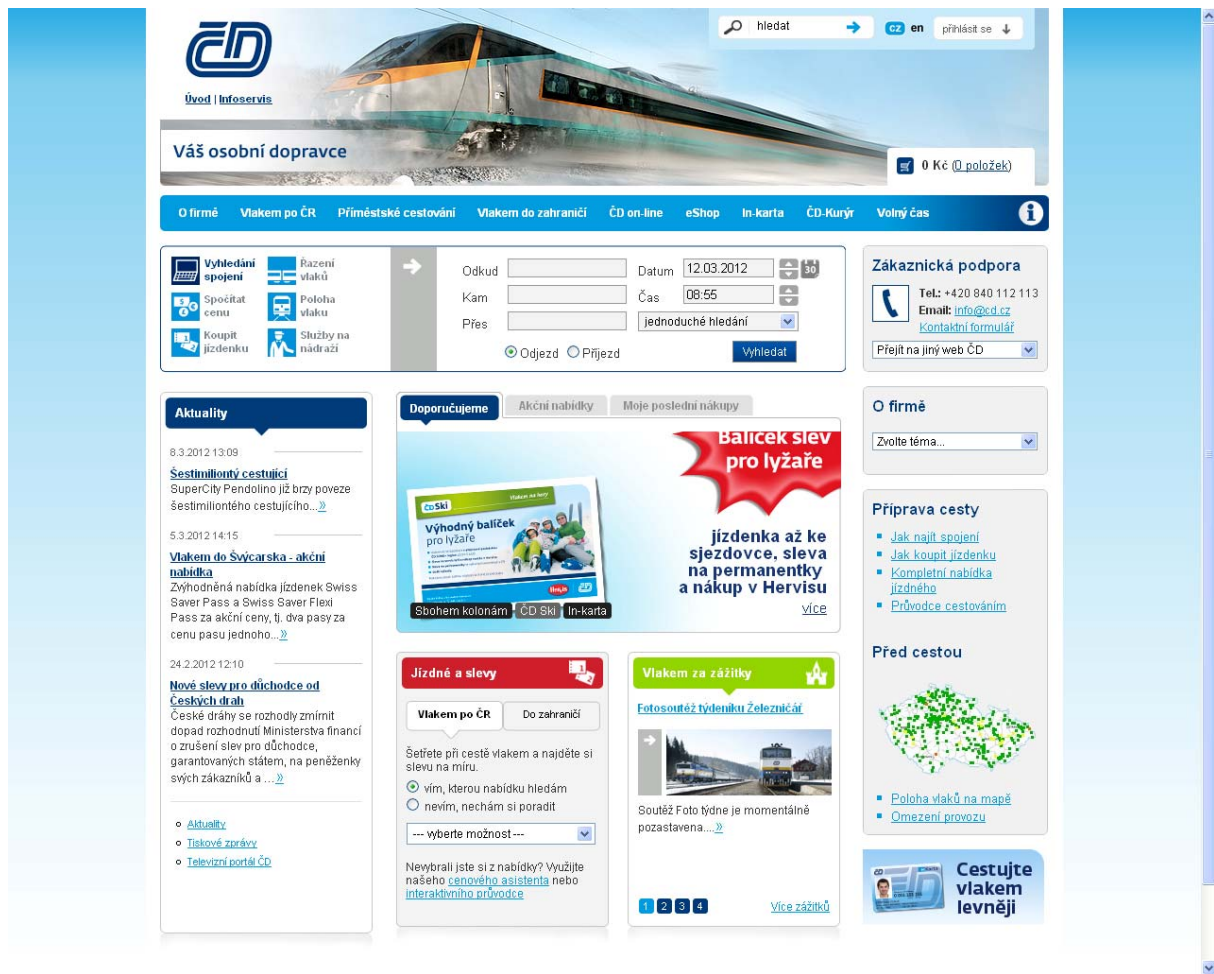 ČD
hledat
cz en přihlásit se
Úvod | Infoservis
Váš osobní dopravce
0 Kč (0 položek)
O firmě Vlakem po ČR Příměstské cestování Vlakem do zahraničí ČD on-line eShop In-karta ČD-Kurýr Volný čas
Vyhledání spojení
Řazení vlaků
Spočítat cenu
Poloha vlaku
Koupit jízdenku
Služby na nádraží
Odkud
Datum 12.03.2012 30
Kam
Čas 08:55
Přes
jednoduché hledání
Odjezd Příjezd
Vyhledat
Zákaznická podpora
Tel.: +420 840 112 113
Email: info@cd.cz
Kontaktní formulář
Přejít na jiný web ČD
Aktuality
8.3.2012 13:09
Šestimiliontý cestující
SuperCity Pendolino již brzy poveze
šestimiliontého cestujícího...»
5.3.2012 14:15
Vlakem do Švýcarska - akční
nabídka
Zvýhodněná nabídka jízdenek Swiss
Saver Pass a Swiss Saver Flexi
Pass za akční ceny, tj. dva pasy za
cenu pasu jednoho...»
24.2.2012 12:10
Nové slevy pro důchodce od
Českých drah
České dráhy se rozhodly zmírnit
dopad rozhodnutí Ministerstva financí
o zrušení slev pro důchodce,
garantovaných státem, na peněženky
svých zákazníků a ...»
Aktuality
Tiskové zprávy
Televizní portál ČD
Doporučujeme Akční nabídky Moje poslední nákupy
Balíček slev
pro lyžaře
ČD Ski
Vlakem na hory
Výhodný balíček
pro lyžaře
jízdenka až ke
sjezdovce, sleva
na permanentky
a nákup v Hervisu
Sbohem kolonám ČD Ski In-karta
více
Jízdné a slevy
Vlakem po ČR Do zahraničí
Šetřete při cestě vlakem a najděte si
slevu na míru.
vím, kterou nabídku hledám
nevím, nechám si poradit
--- vyberte možnost ---
Nevybrali jste si z nabídky? Využijte
našeho cenového asistenta nebo
interaktivního průvodce
Vlakem za zážitky
Fotosoutěž týdeníku Železničář
Soutěž Foto týdne je momentálně
pozastavena....»
1 2 3 4
Více zážitků
O firmě
Zvolte téma...
Příprava cesty
Jak najít spojení
Jak koupit jízdenku
Kompletní nabídka
jízdného
Průvodce cestováním
Před cestou
Poloha vlaků na mapě
Omezení provozu
Cestujte
vlakem
levněji